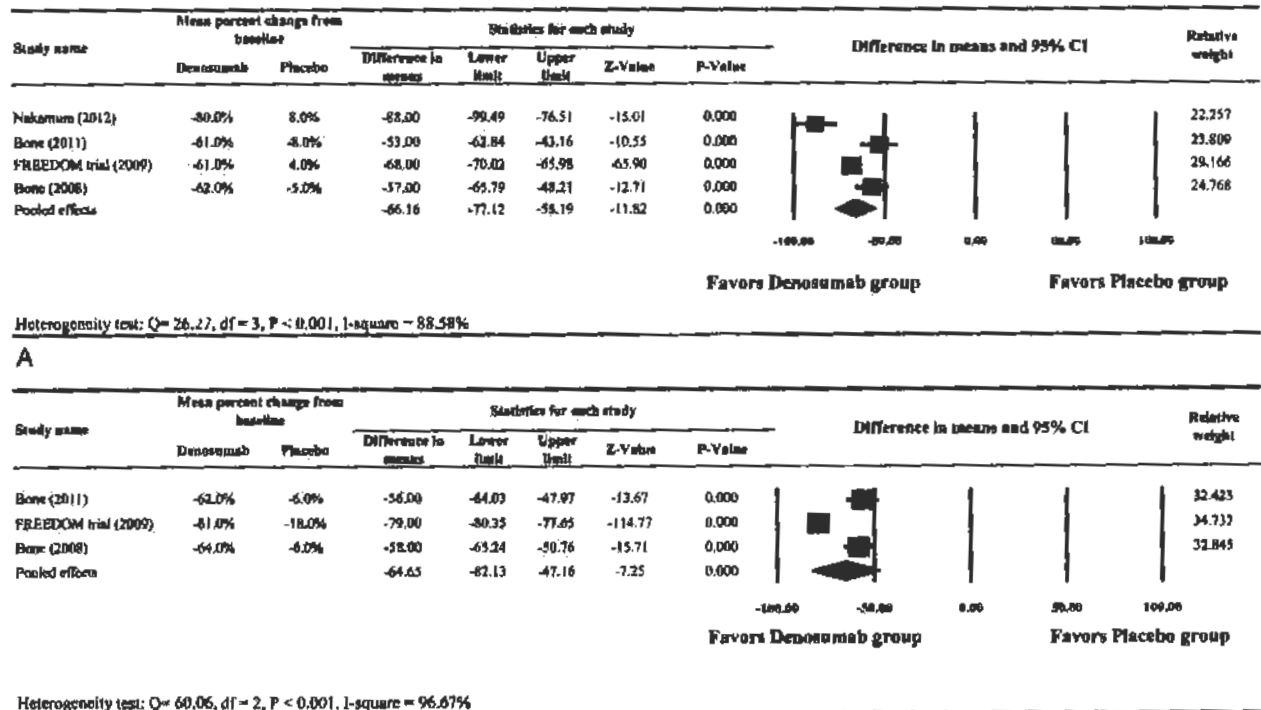 Study name Mean percent change from baseline Statistics for each study Difference in means and 95% CI Relative weight
Denosumab Placebo Difference in means Lower limit Upper limit Z-Value P-Value
Nakamura (2012) -80.0% 8.0% -88.00 -99.49 -76.51 -15.01 0.000 22.257
Bone (2011) -61.0% -8.0% -53.00 -62.84 -43.16 -10.55 0.000 23.809
FREEDOM trial (2009) -61.0% 4.0% -68.00 -70.02 -65.98 -65.90 0.000 29.166
Bone (2008) -62.0% -5.0% -57.00 -65.79 -48.21 -12.71 0.000 24.768
Pooled effects -66.16 -77.12 -55.19 -11.82 0.000
-100.00 0.00 100.00
Favors Denosumab group Favors Placebo group
Heterogeneity test: Q= 26.27, df = 3, P < 0.001, I-square = 88.58%
A
Study name Mean percent change from baseline Statistics for each study Difference in means and 95% CI Relative weight
Denosumab Placebo Difference in means Lower limit Upper limit Z-Value P-Value
Bone (2011) -62.0% -6.0% -56.00 -64.03 -47.97 -13.67 0.000 32.423
FREEDOM trial (2009) -81.0% -18.0% -79.00 -80.35 -77.65 -114.77 0.000 34.732
Bone (2008) -64.0% -6.0% -58.00 -65.24 -50.76 -15.71 0.000 32.845
Pooled effects -64.65 -82.13 -47.16 -7.25 0.000
-100.00 -50.00 0.00 50.00 100.00
Favors Denosumab group Favors Placebo group
Heterogeneity test: Q= 60.06, df = 2, P < 0.001, I-square = 96.67%